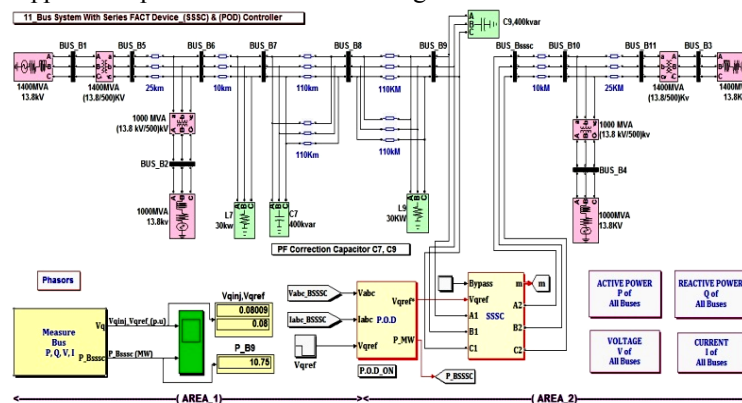 11_Bus System With Series FACT Device_(SSSC) & (POD) Controller
C9,400kvar
A
B
C
BUS_B1
BUS_B5
BUS_B6
BUS_B7
BUS_B8
BUS_B9
BUS_Bsssc
BUS_B10
BUS_B11
BUS_B3
1400MVA
13.8kV
1400MVA
(13.8/500)Kv
25km
10km
110km
110KM
10kM
25KM
1400MVA
(13.8/500)KV
1400MVA
13.8KV
1000 MVA
(13.8 kV/500)kV
110Km
110kM
1000 MVA
(13.8 kV/500)kv
BUS_B2
BUS_B4
1000MVA
13.8kv
L7
30kw
C7
400kvar
L9
30KW
1000MVA
13.8KV
PF Correction Capacitor C7, C9
Phasors
Vqinj,Vqref
0.08009
0.08
P_B9
10.75
Measure
Bus
P, Q, V, I
Vq
Vqinj_Vqref_(p.u)
P_Bsssc
P_Bsssc (MW)
Vabc_BSSSC
Iabc_BSSSC
Vqref
Vabc
Iabc
Vqref
P.O.D
Vqref*
P_MW
P.O.D_ON
P_BSSSC
Bypass
Vqref
A1
B1
C1
SSSC
m
A2
B2
C2
m
ACTIVE POWER
P of
All Buses
REACTIVE POWER
Q of
All Buses
VOLTAGE
V of
All Buses
CURRENT
I of
All Buses
( AREA_1)
( AREA_2)